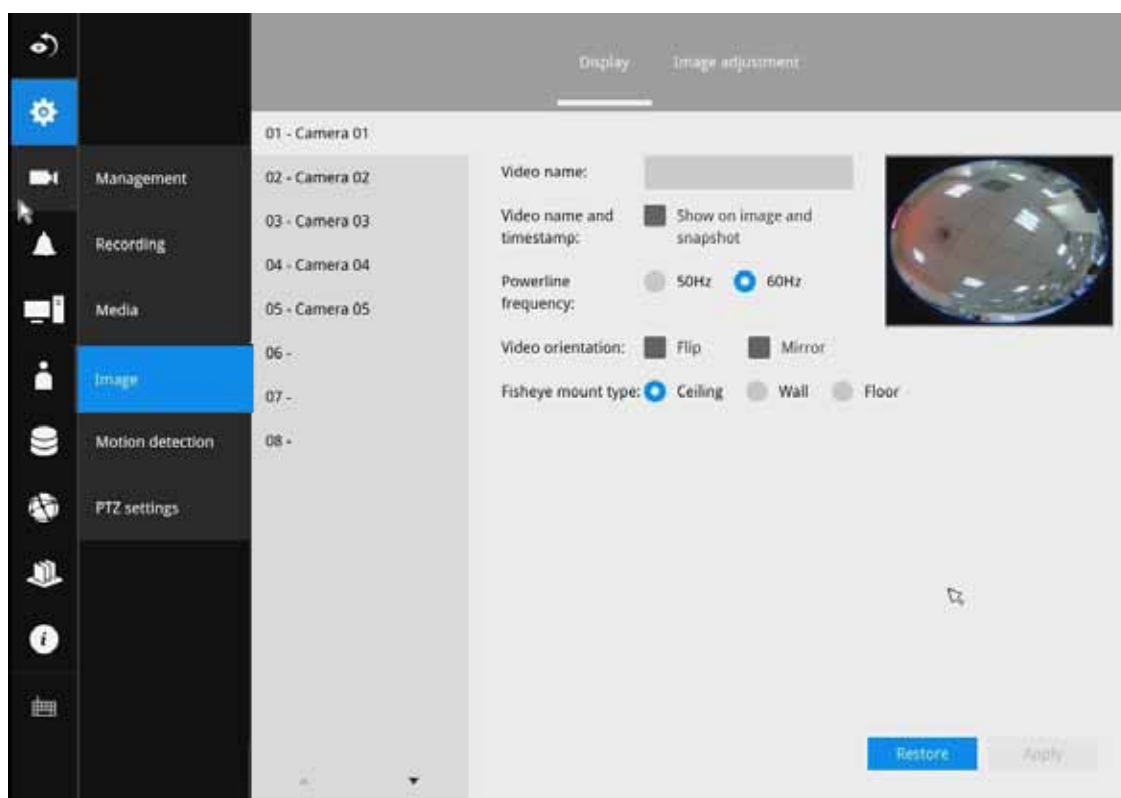 Display
Image adjustment
01 - Camera 01
Management
02 - Camera 02
Recording
03 - Camera 03
04 - Camera 04
Media
05 - Camera 05
Image
06 -
07 -
Motion detection
08 -
PTZ settings
Video name:
Video name and
timestamp:
Show on image and
snapshot
Powerline
frequency:
50Hz
60Hz
Video orientation:
Flip
Mirror
Fisheye mount type:
Ceiling
Wall
Floor
Restore
Apply